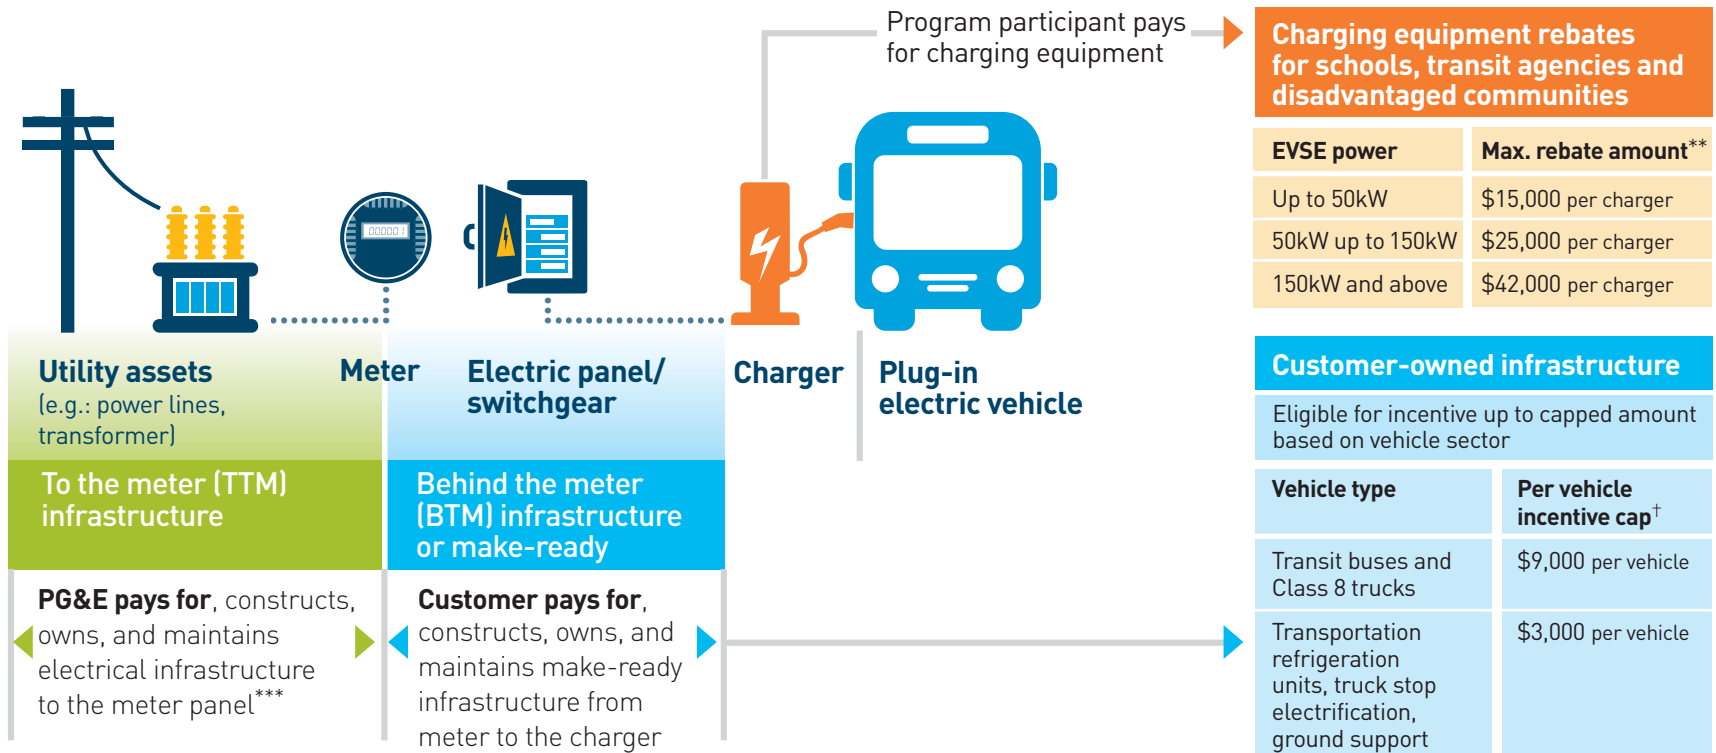 Program participant pays
for charging equipment
Charging equipment rebates
for schools, transit agencies and
disadvantaged communities
EVSE power
Max. rebate amount**
Up to 50kW
$15,000 per charger
50kW up to 150kW
$25,000 per charger
150kW and above
$42,000 per charger
000001
Utility assets
(e.g.: power lines,
transformer)
Meter
Electric panel/
switchgear
Charger
Plug-in
electric vehicle
To the meter (TTM)
infrastructure
Behind the meter
(BTM) infrastructure
or make-ready
PG&E pays for, constructs,
owns, and maintains
electrical infrastructure
to the meter panel***
Customer pays for,
constructs, owns, and
maintains make-ready
infrastructure from
meter to the charger
Customer-owned infrastructure
Eligible for incentive up to capped amount
based on vehicle sector
Vehicle type
Per vehicle
incentive cap†
Transit buses and
Class 8 trucks
$9,000 per vehicle
Transportation
refrigeration
units, truck stop
electrification,
ground support
$3,000 per vehicle